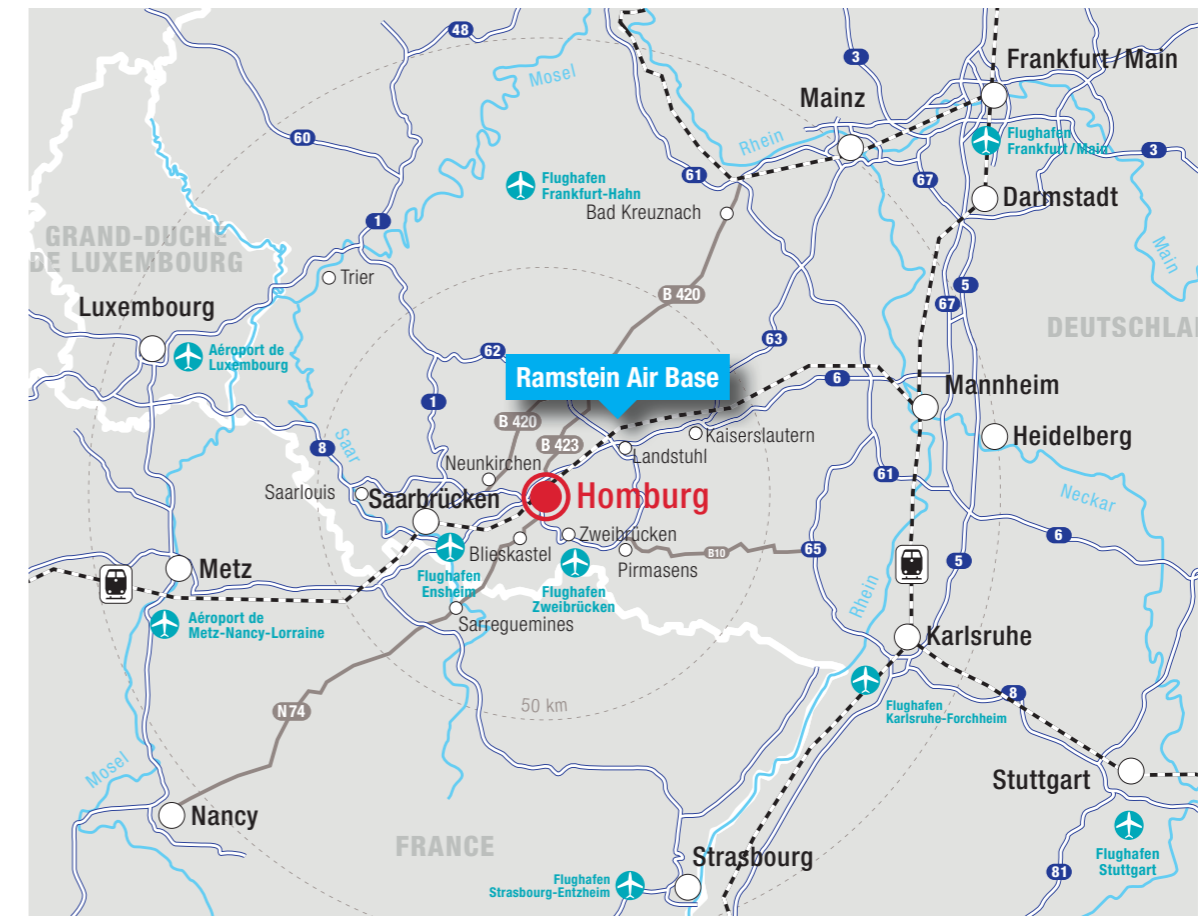 48
Mosel
3
Frankfurt/Main
Mainz
60
Rhein
Flughafen
Frankfurt/Main
3
61
67
Flughafen
Frankfurt-Hahn
Bad Kreuznach
Darmstadt
1
GRAND-DUCHÉ
DE LUXEMBOURG
Main
Trier
5
67
B 420
Luxembourg
DEUTSCHLAN
63
62
Aéroport de
Luxembourg
Ramstein Air Base
6
Mannheim
1
B 420
B 423
Kaiserslautern
Heidelberg
8
Saar
Landstuhl
Neunkirchen
61
Saarlouis
Saarbrücken
Homburg
Neckar
Zweibrücken
6
Blieskastel
B10
65
Pirmasens
5
Metz
Flughafen
Ensheim
Flughafen
Zweibrücken
Rhein
Aéroport de
Metz-Nancy-Lorraine
Sarreguemines
Karlsruhe
50 km
N 74
8
Flughafen
Karlsruhe-Forchheim
Mosel
Stuttgart
Nancy
FRANCE
Strasbourg
Flughafen
Stuttgart
81
Flughafen
Strasbourg-Entzheim